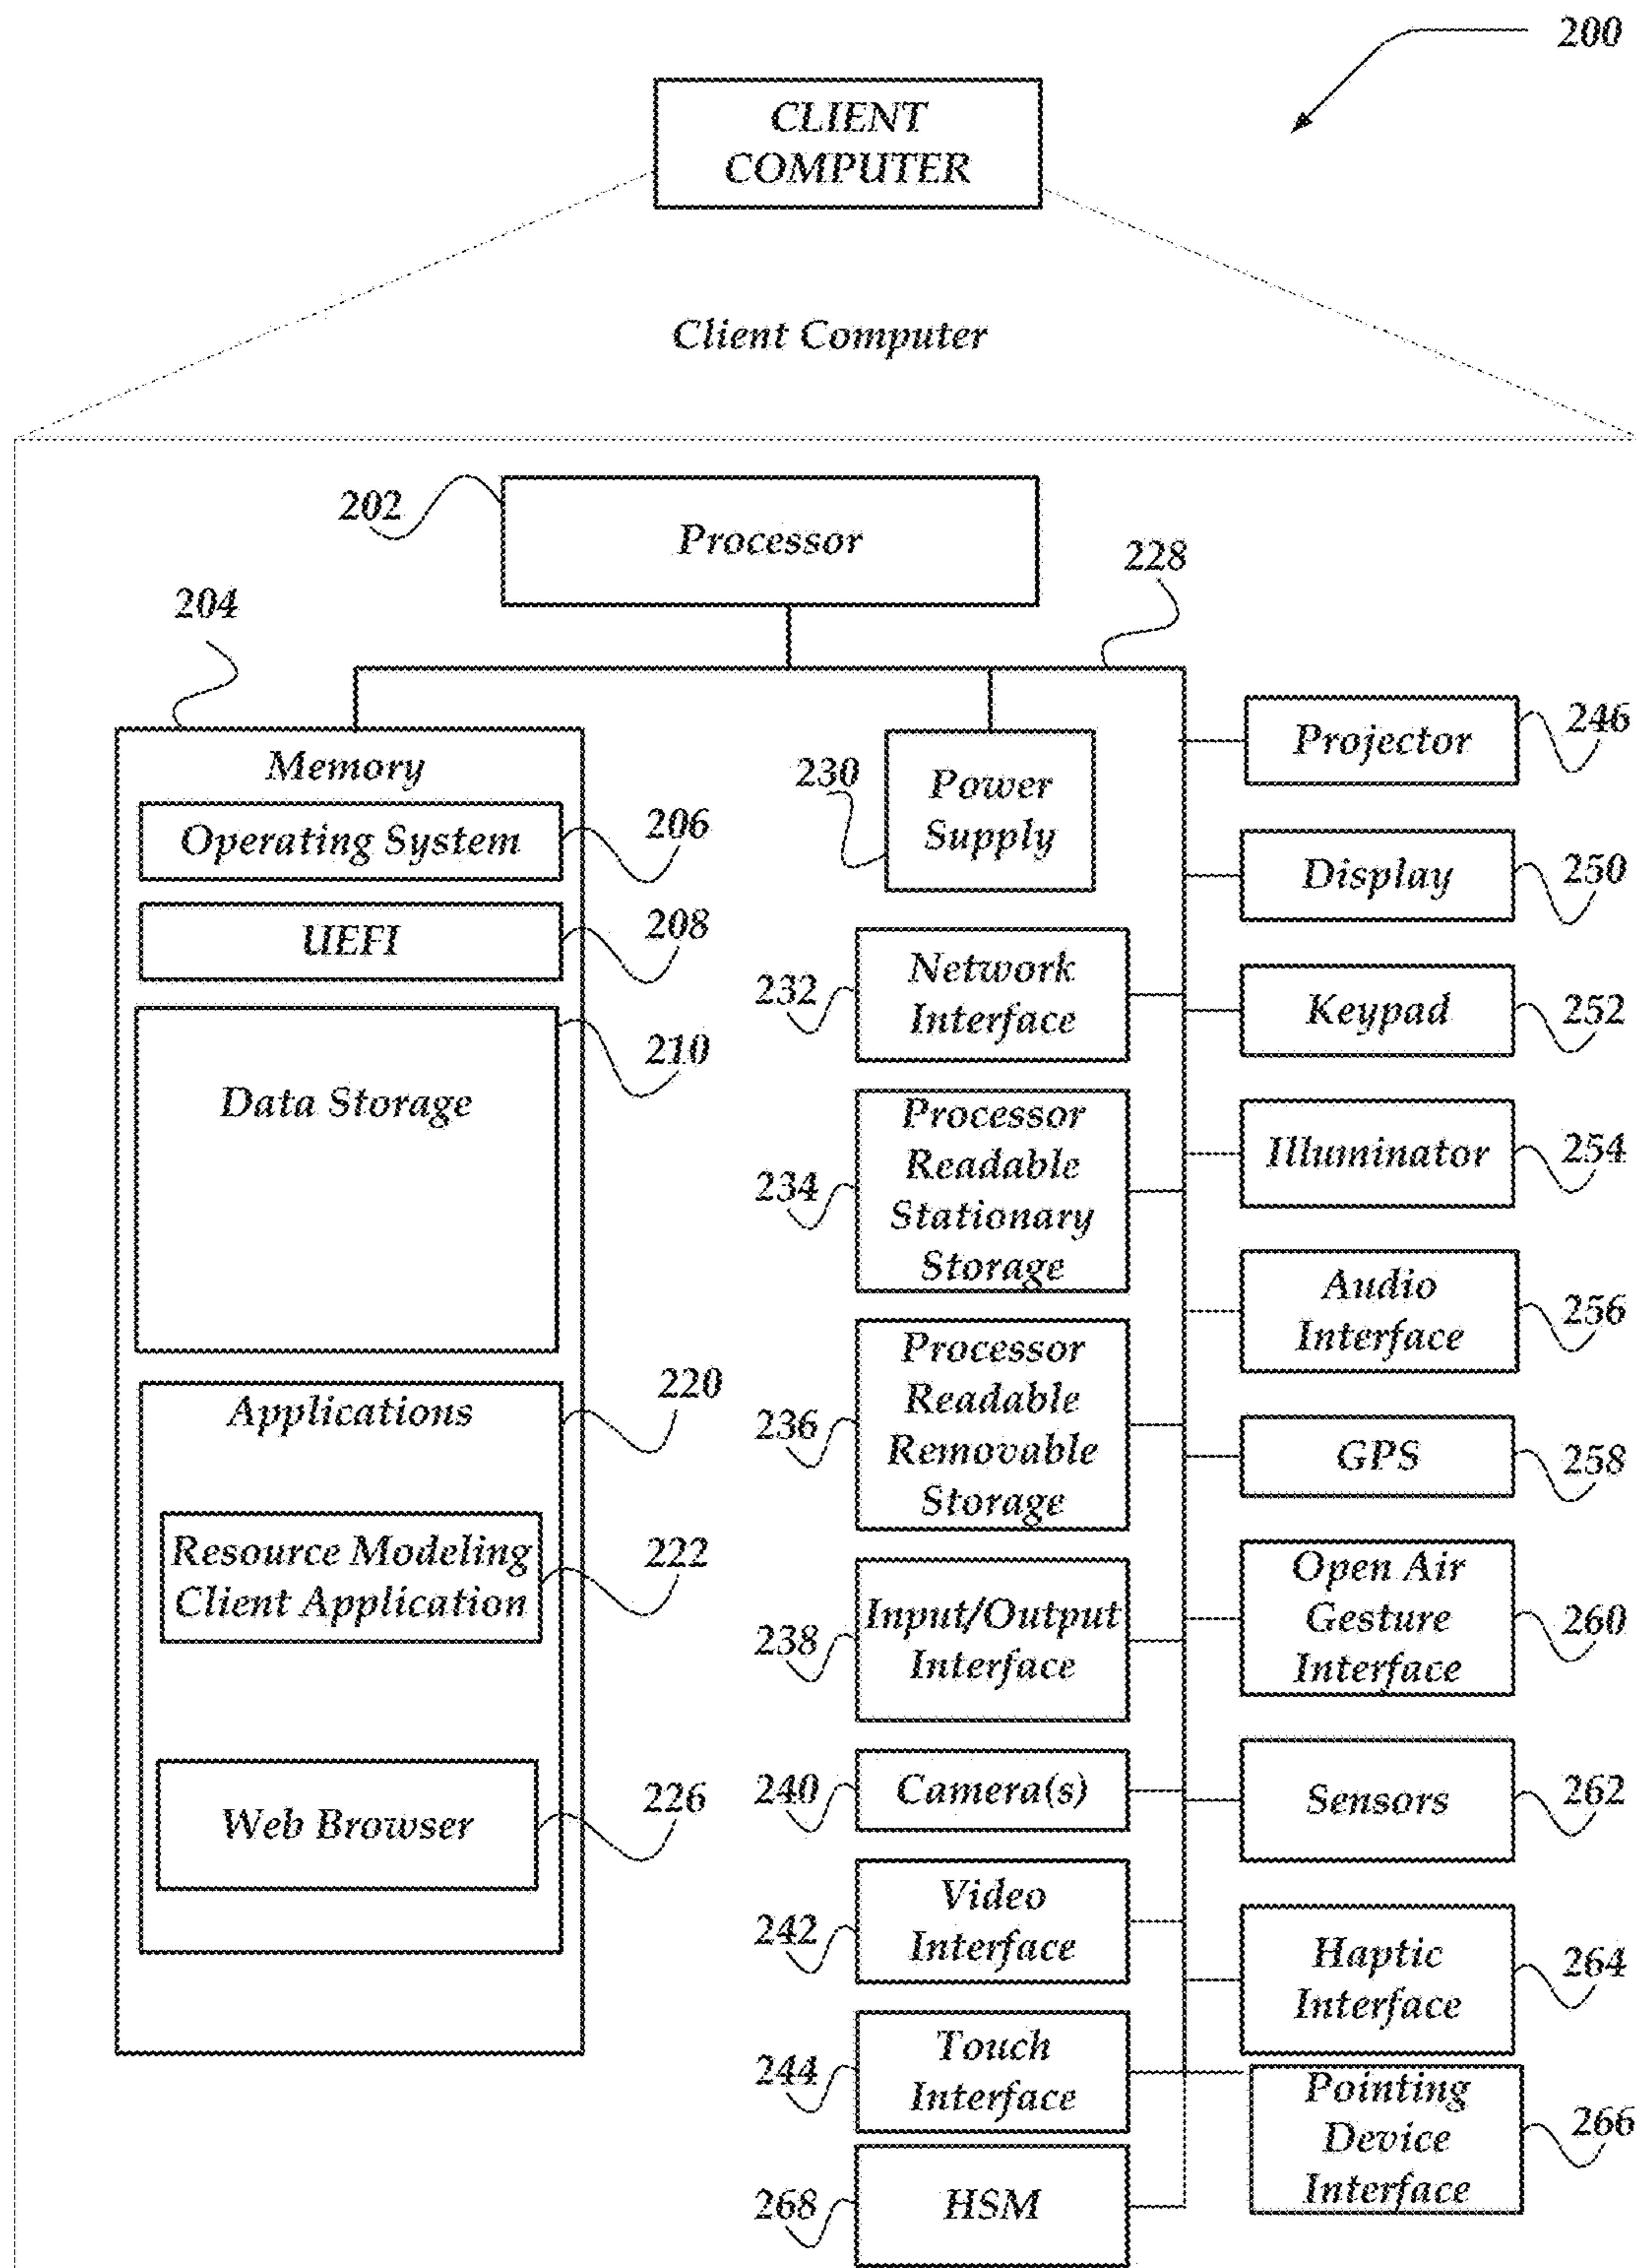 200
CLIENT
COMPUTER
Client Computer
202
Processor
228
204
Memory
Operating System
206
UEFI
208
Data Storage
210
Applications
220
Resource Modeling
Client Application
222
Web Browser
226
230
Power
Supply
232
Network
Interface
234
Processor
Readable
Stationary
Storage
236
Processor
Readable
Removable
Storage
238
Input/Output
Interface
240
Camera(s)
242
Video
Interface
244
Touch
Interface
268
HSM
Projector
246
Display
250
Keypad
252
Illuminator
254
Audio
Interface
256
GPS
258
Open Air
Gesture
Interface
260
Sensors
262
Haptic
Interface
264
Pointing
Device
Interface
266